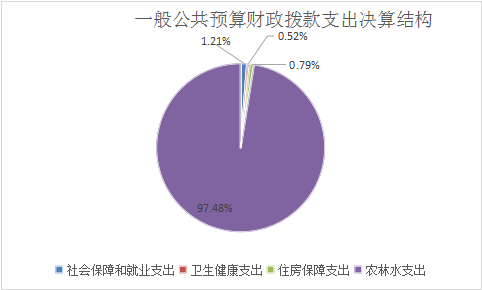 一般公共预算财政拨款支出决算结构
1.21%
0.52%
0.79%
97.48%
社会保障和就业支出 卫生健康支出 住房保障支出 农林水支出